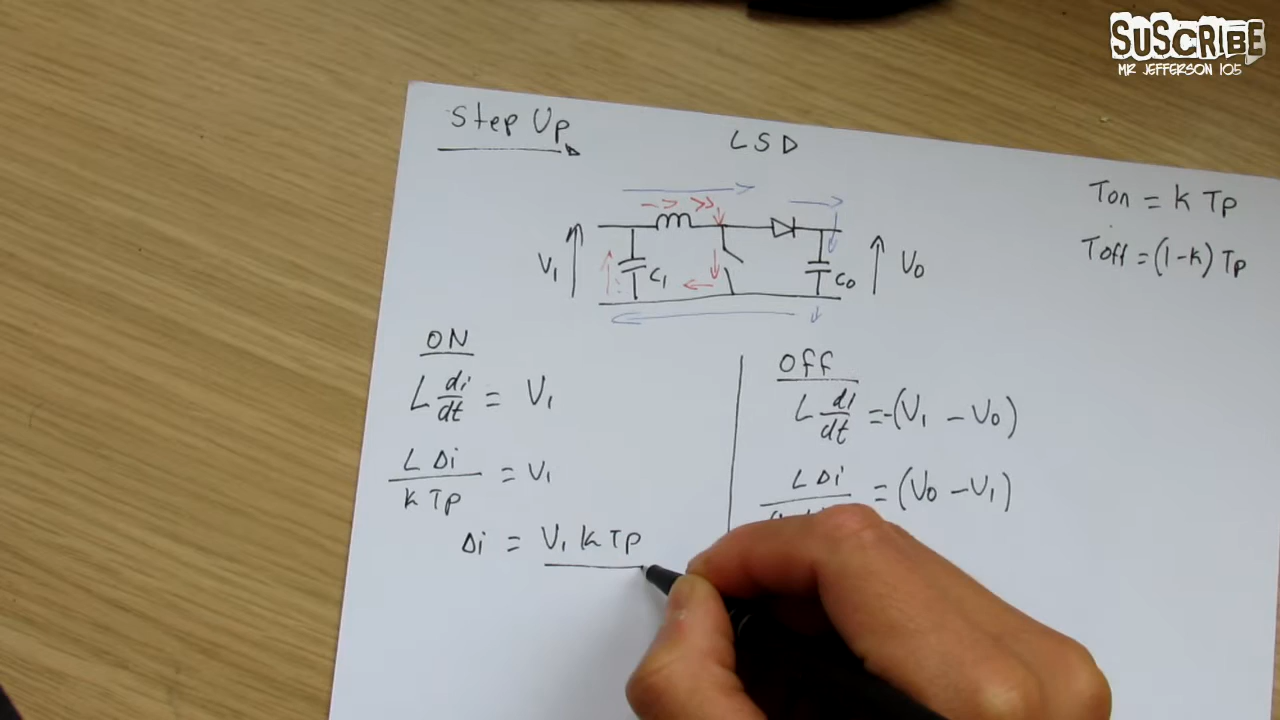 SUSCRIBE
MR JEFFERSON 105
Step Up
LSD
Ton = k Tp
Toff = (1-k) Tp
V1
C1
Co
Vo
ON
L di/dt = V1
L Δi / k Tp = V1
Δi = V1 k Tp
Off
L di/dt = -(V1 - Vo)
L Δi
= (Vo - V1)